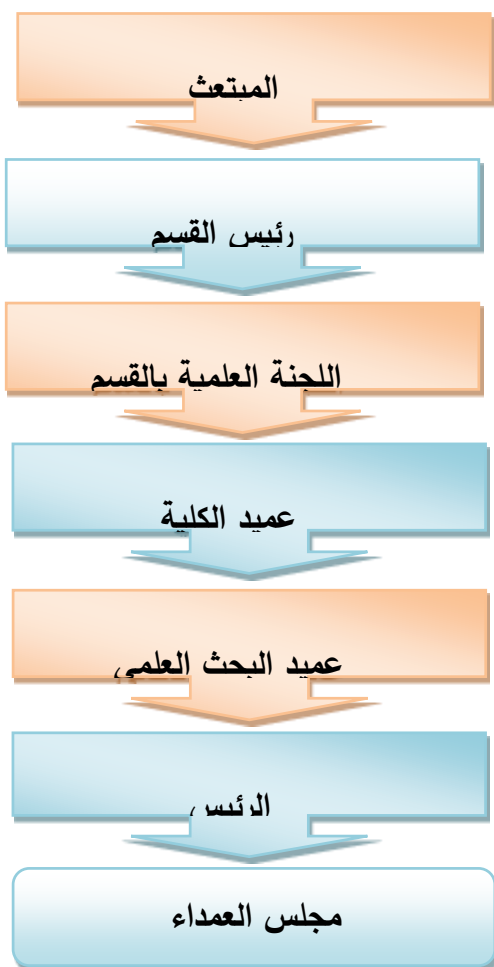 المبتعث
رئيس القسم
اللجنة العلمية بالقسم
عميد الكلية
عميد البحث العلمي
الرئيس
مجلس العمداء